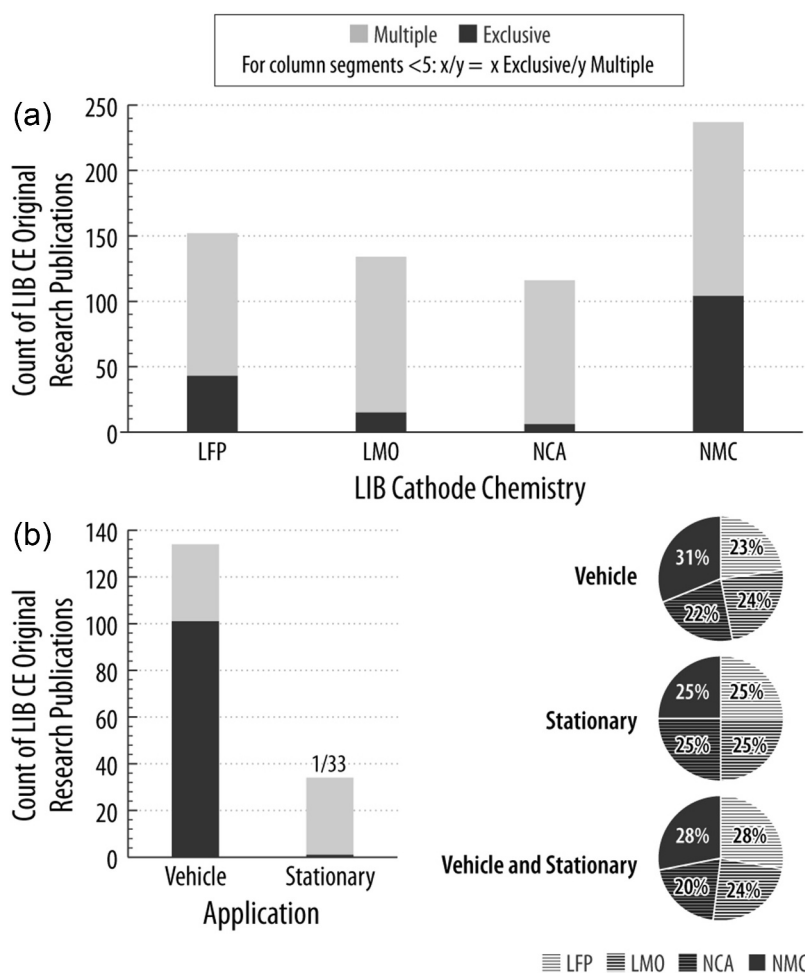 Multiple Exclusive
For column segments <5: x/y = x Exclusive/y Multiple
(a)
Count of LIB CE Original
Research Publications
250
200
150
100
50
0
LFP LMO NCA NMC
LIB Cathode Chemistry
(b)
Count of LIB CE Original
Research Publications
140
120
100
80
60
40
20
0
1/33
Vehicle Stationary
Application
Vehicle
31% 23%
22% 24%
Stationary
25% 25%
25% 25%
Vehicle and Stationary
28% 28%
20% 24%
LFP LMO NCA NMC